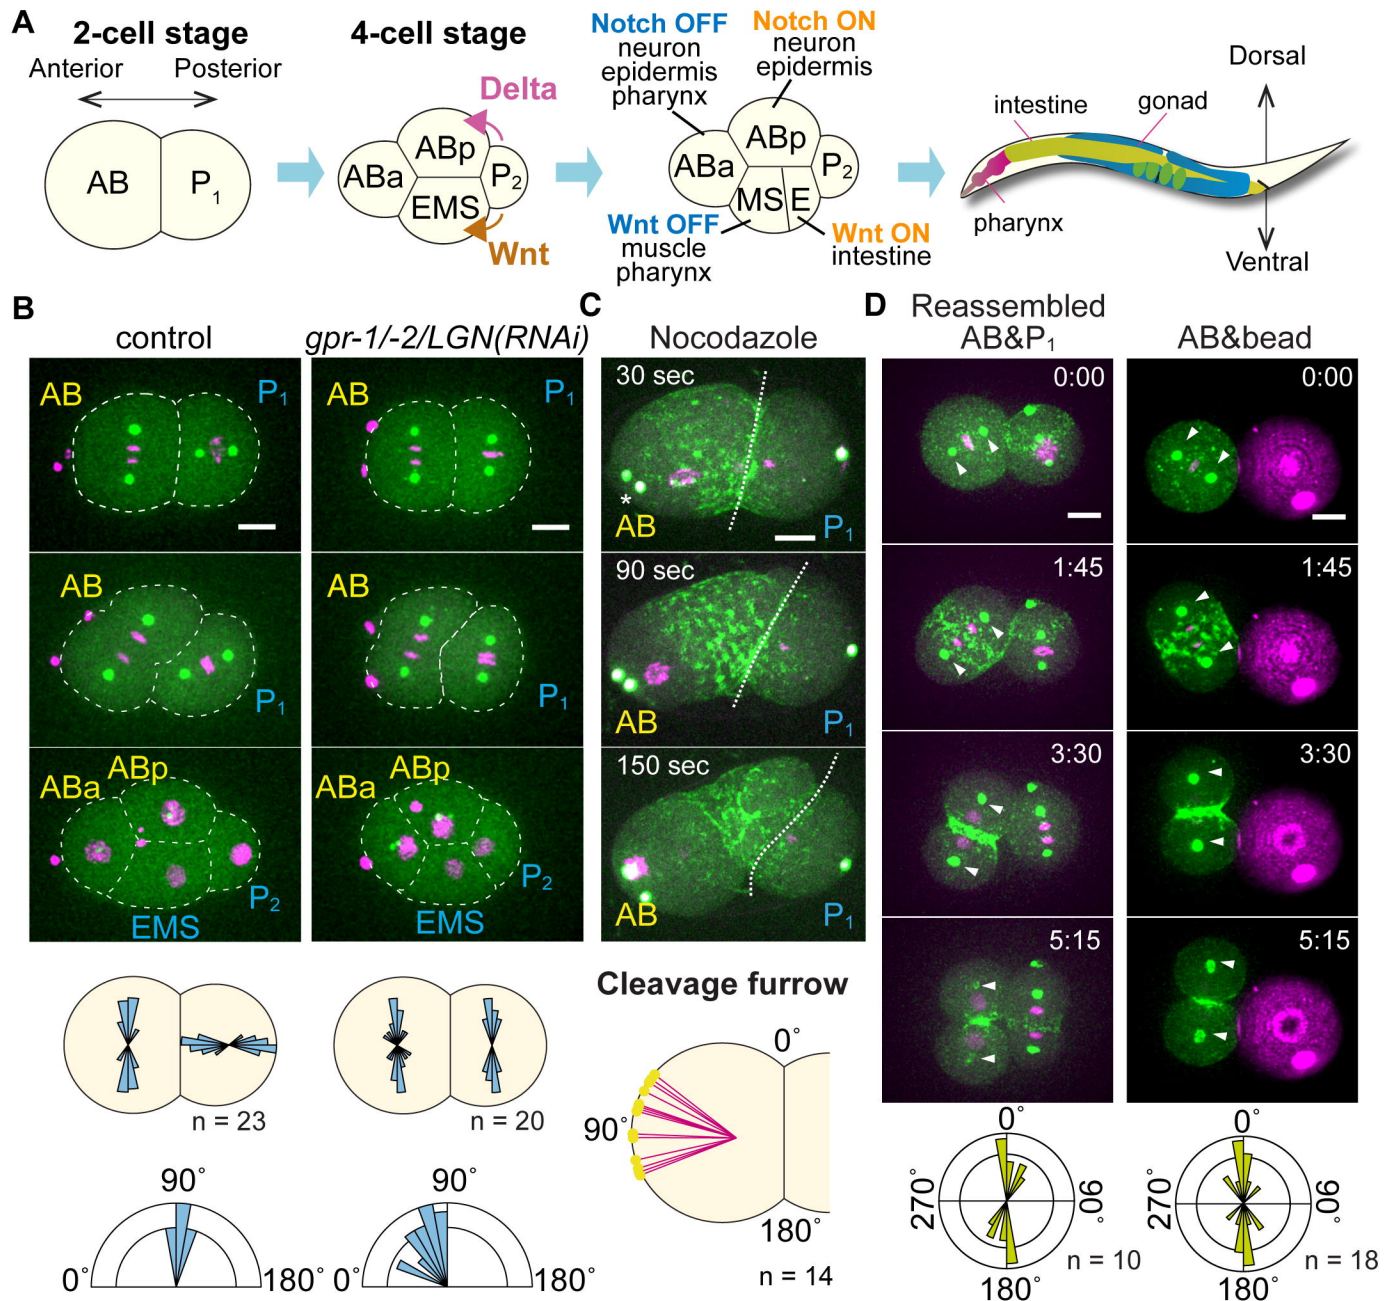 A
2-cell stage
Anterior Posterior
AB
P1
4-cell stage
Delta
ABp
ABa
P2
EMS
Wnt
Notch OFF
neuron
epidermis
pharynx
Notch ON
neuron
epidermis
ABp
ABa
P2
MS E
Wnt OFF
muscle
pharynx
Wnt ON
intestine
intestine
gonad
pharynx
Dorsal
Ventral
B
control
gpr-1/-2/LGN(RNAi)
AB
P1
AB
P1
AB
P1
AB
P1
ABp
ABa
P2
EMS
ABp
ABa
P2
EMS
n = 23
n = 20
90°
0° 180°
90°
0° 180°
C
Nocodazole
30 sec
*
AB
P1
90 sec
AB
P1
150 sec
AB
P1
Cleavage furrow
0°
90°
180°
n = 14
D
Reassembled
AB&P1
AB&bead
0:00
0:00
1:45
1:45
3:30
3:30
5:15
5:15
0°
270°
90°
180°
n = 10
0°
270°
90°
180°
n = 18